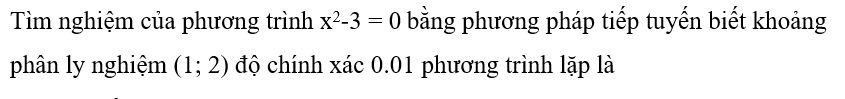 Tìm nghiệm của phương trình x²-3 = 0 bằng phương pháp tiếp tuyến biết khoảng
phân ly nghiệm (1; 2) độ chính xác 0.01 phương trình lặp là